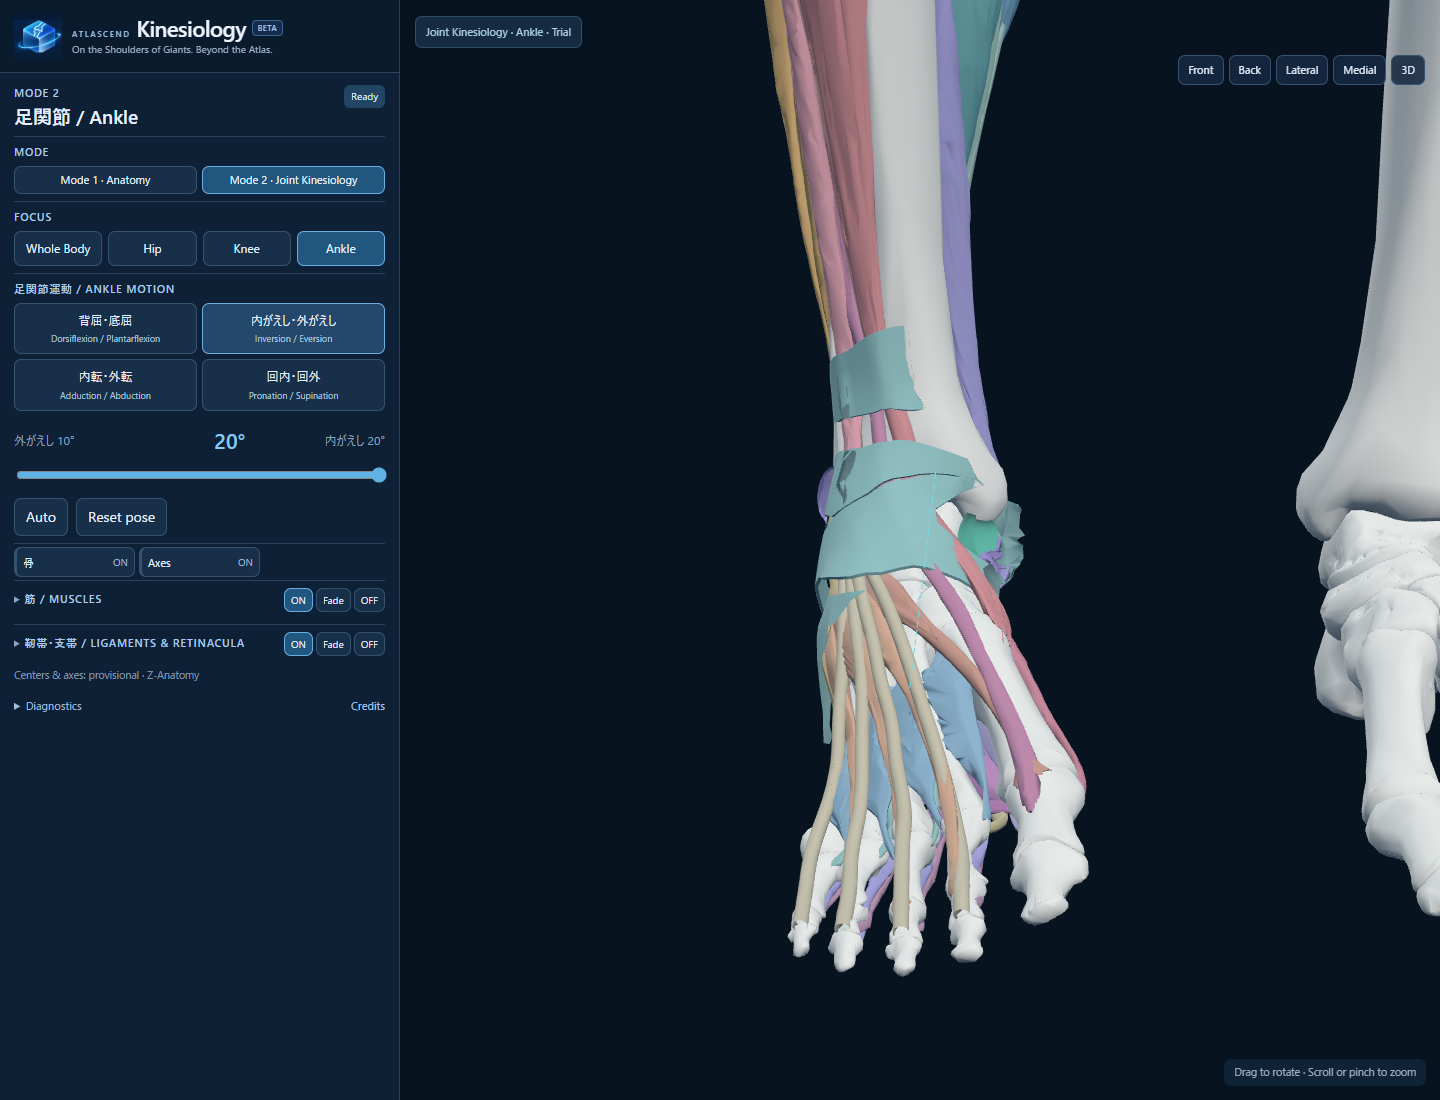 ATLASCEND Kinesiology BETA
On the Shoulders of Giants. Beyond the Atlas.
MODE 2
Ready
足関節 / Ankle
MODE
Mode 1 · Anatomy
Mode 2 · Joint Kinesiology
FOCUS
Whole Body
Hip
Knee
Ankle
足関節運動 / ANKLE MOTION
背屈・底屈
Dorsiflexion / Plantarflexion
内がえし・外がえし
Inversion / Eversion
内転・外転
Adduction / Abduction
回内・回外
Pronation / Supination
外がえし 10°
20°
内がえし 20°
Auto
Reset pose
骨 ON
Axes ON
筋 / MUSCLES
ON
Fade
OFF
靭帯・支帯 / LIGAMENTS & RETINACULA
ON
Fade
OFF
Centers & axes: provisional · Z-Anatomy
Diagnostics
Credits
Joint Kinesiology · Ankle · Trial
Front
Back
Lateral
Medial
3D
Drag to rotate · Scroll or pinch to zoom